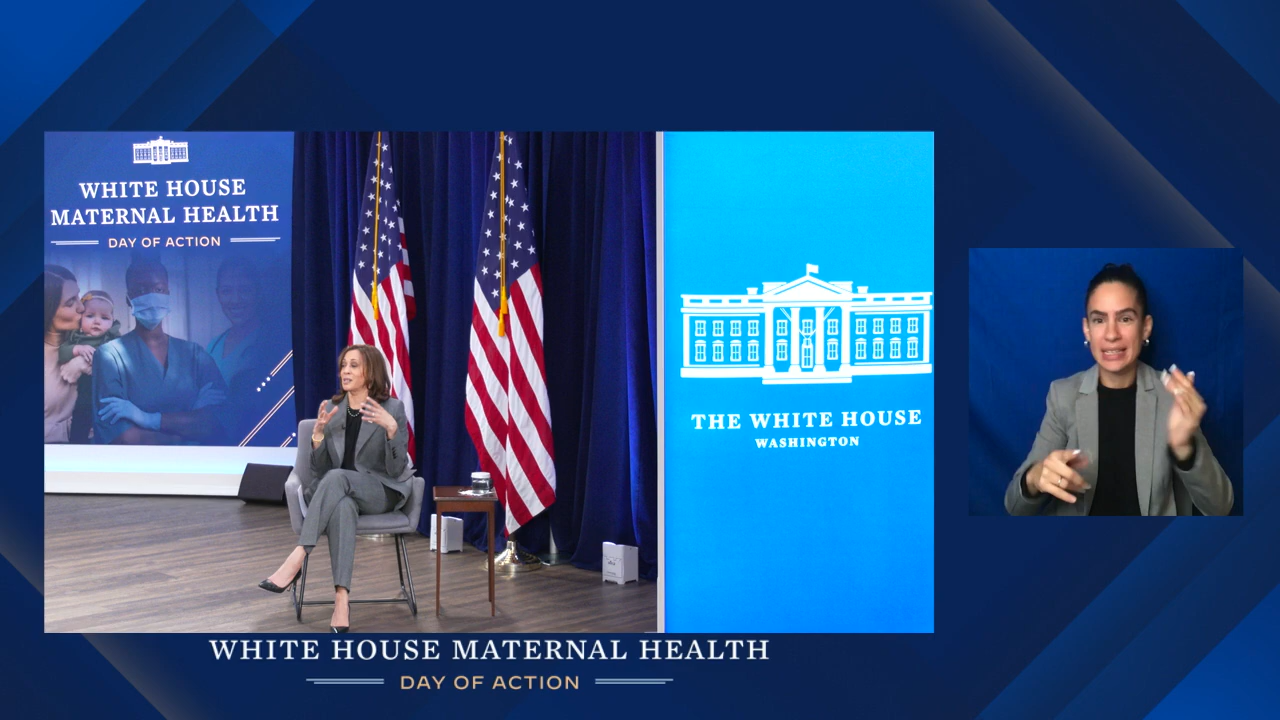 WHITE HOUSE
MATERNAL HEALTH
DAY OF ACTION
THE WHITE HOUSE
WASHINGTON
WHITE HOUSE MATERNAL HEALTH
DAY OF ACTION